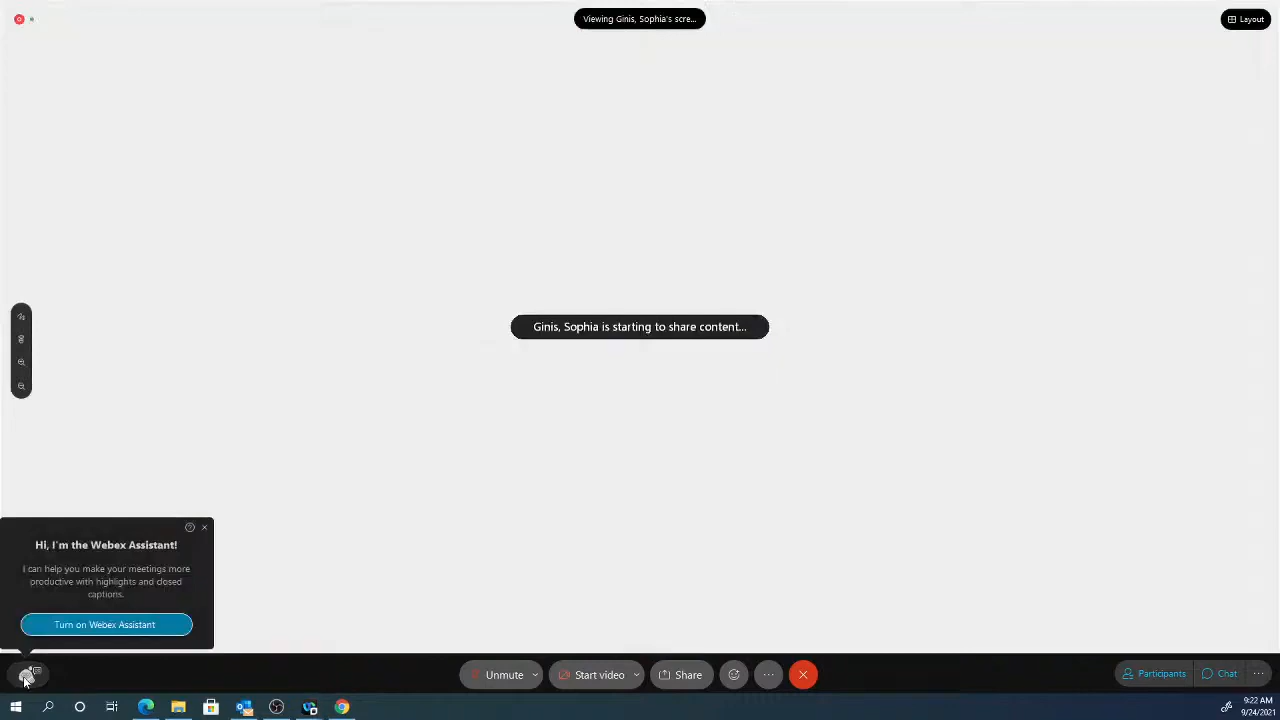 Viewing Ginis, Sophia's scre...
Layout
Ginis, Sophia is starting to share content...
Hi, I'm the Webex Assistant!
I can help you make your meetings more
productive with highlights and closed
captions.
Turn on Webex Assistant
Unmute
Start video
Share
Participants
Chat
9:22 AM
9/24/2021